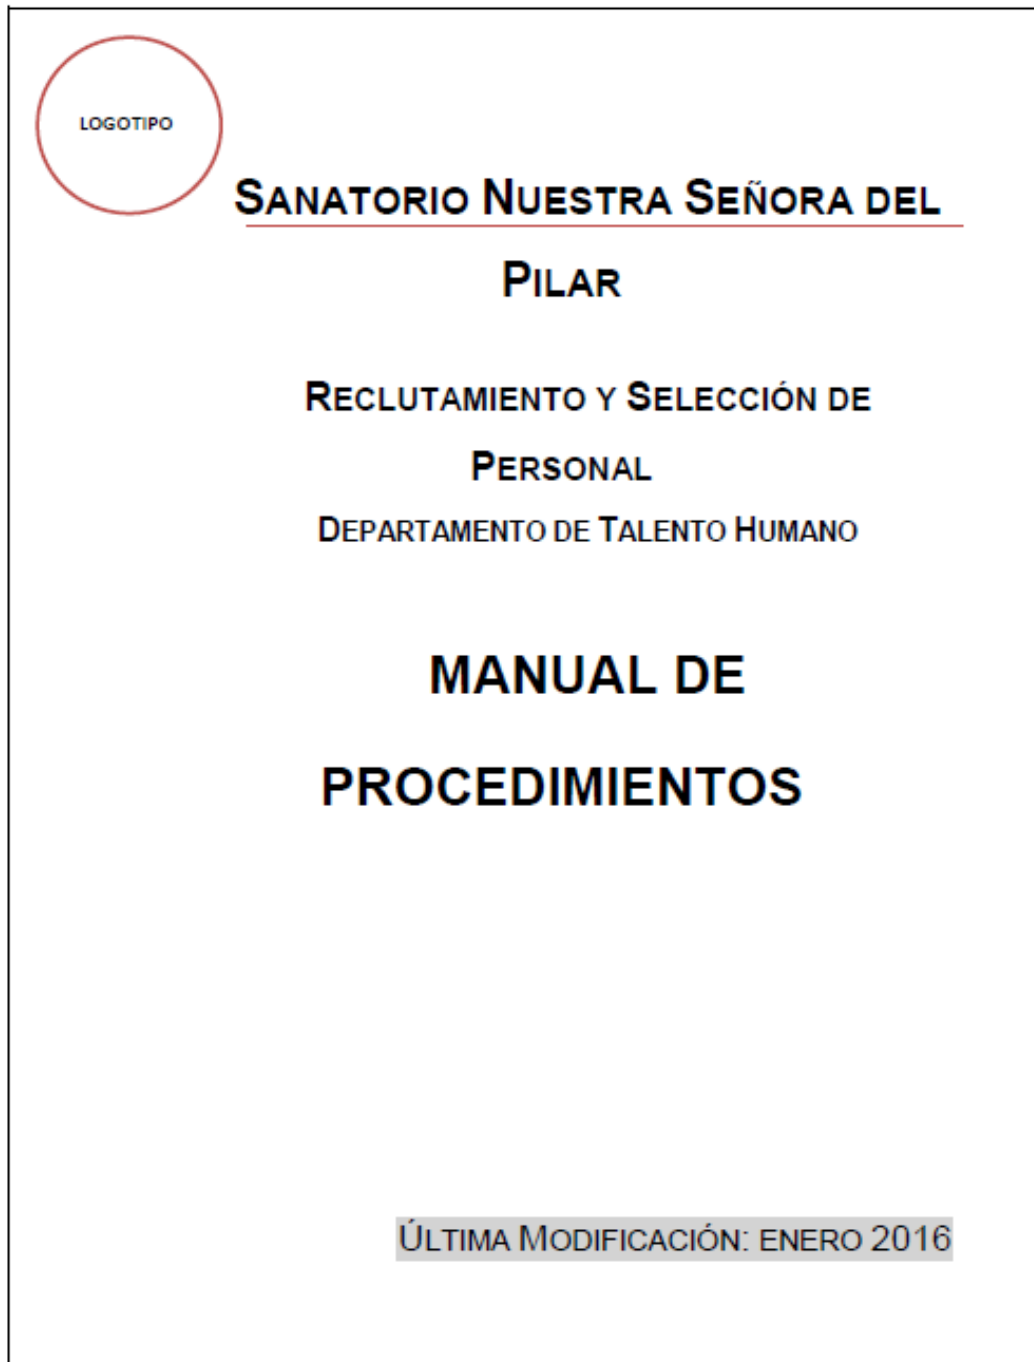 LOGOTIPO
SANATORIO NUESTRA SEÑORA DEL
PILAR
RECLUTAMIENTO Y SELECCIÓN DE
PERSONAL
DEPARTAMENTO DE TALENTO HUMANO
MANUAL DE
PROCEDIMIENTOS
ÚLTIMA MODIFICACIÓN: ENERO 2016